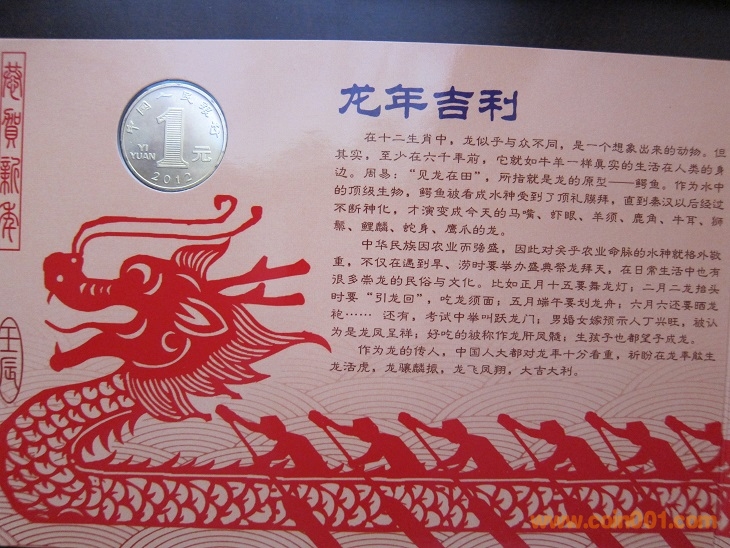 恭贺新年
壬辰
中国人民银行
YI
YUAN
1
元
2012
龙年吉利
在十二生肖中，龙似乎与众不同，是一个想象出来的动物。但
其实，至少在六千年前，它就如牛羊一样真实的生活在人类的身
边。周易：“见龙在田”，所指就是龙的原型——鳄鱼。作为水中
的顶级生物，鳄鱼被看成水神受到了顶礼膜拜，直到秦汉以后经过
不断神化，才演变成今天的马嘴、虾眼、羊须、鹿角、牛耳、狮
鬃、鲤麟、蛇身、鹰爪的龙。
中华民族因农业而强盛，因此对关乎农业命脉的水神就格外敬
重，不仅在遇到旱、涝时要举办盛典祭龙拜天，在日常生活中也有
很多崇龙的民俗与文化。比如正月十五要舞龙灯；二月二龙抬头
时要“引龙回”，吃龙须面；五月端午要划龙舟；六月六还要晒龙
袍…… 还有，考试中举叫跃龙门；男婚女嫁预示人丁兴旺，被认
为是龙凤呈祥；好吃的被称作龙肝凤髓；生孩子也都望子成龙。
作为龙的传人，中国人大都对龙年十分看重，祈盼在龙年能生
龙活虎，龙骧麟振，龙飞凤翔，大吉大利。
www.coin201.com